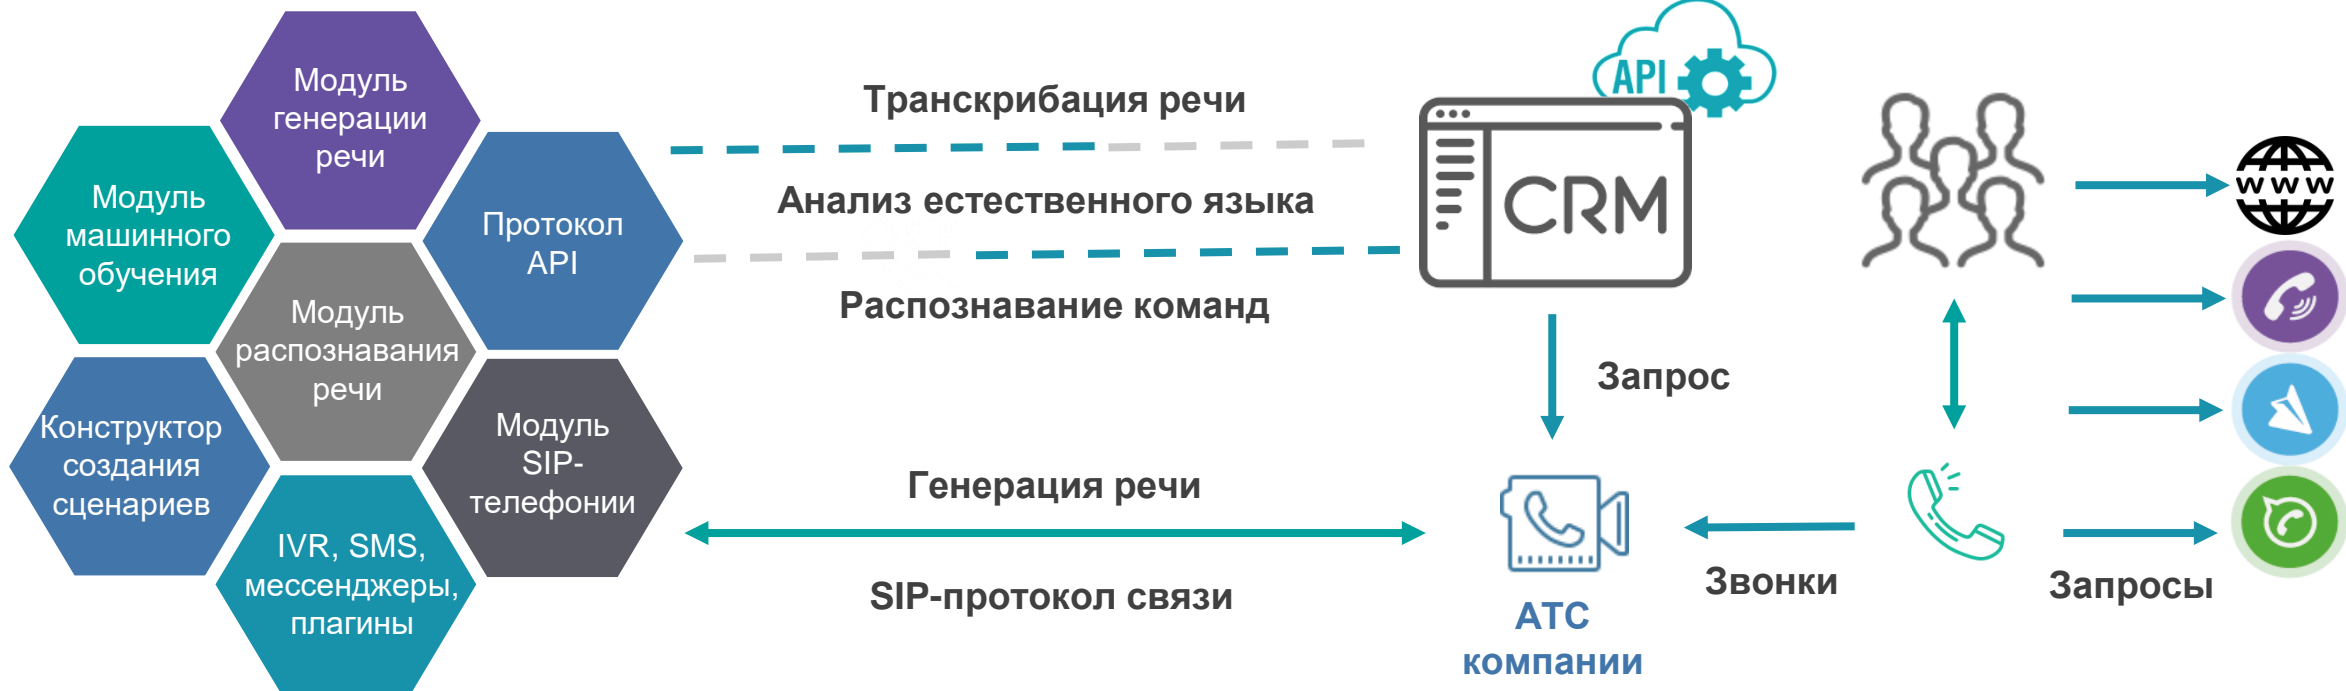 Модуль
генерации
речи
Модуль
машинного
обучения
Протокол
API
Модуль
распознавания
речи
Конструктор
создания
сценариев
Модуль
SIP-
телефонии
IVR, SMS,
мессенджеры,
плагины
Транскрибация речи
Анализ естественного языка
Распознавание команд
Генерация речи
SIP-протокол связи
API
CRM
Запрос
АТС
компании
Звонки
Запросы
www